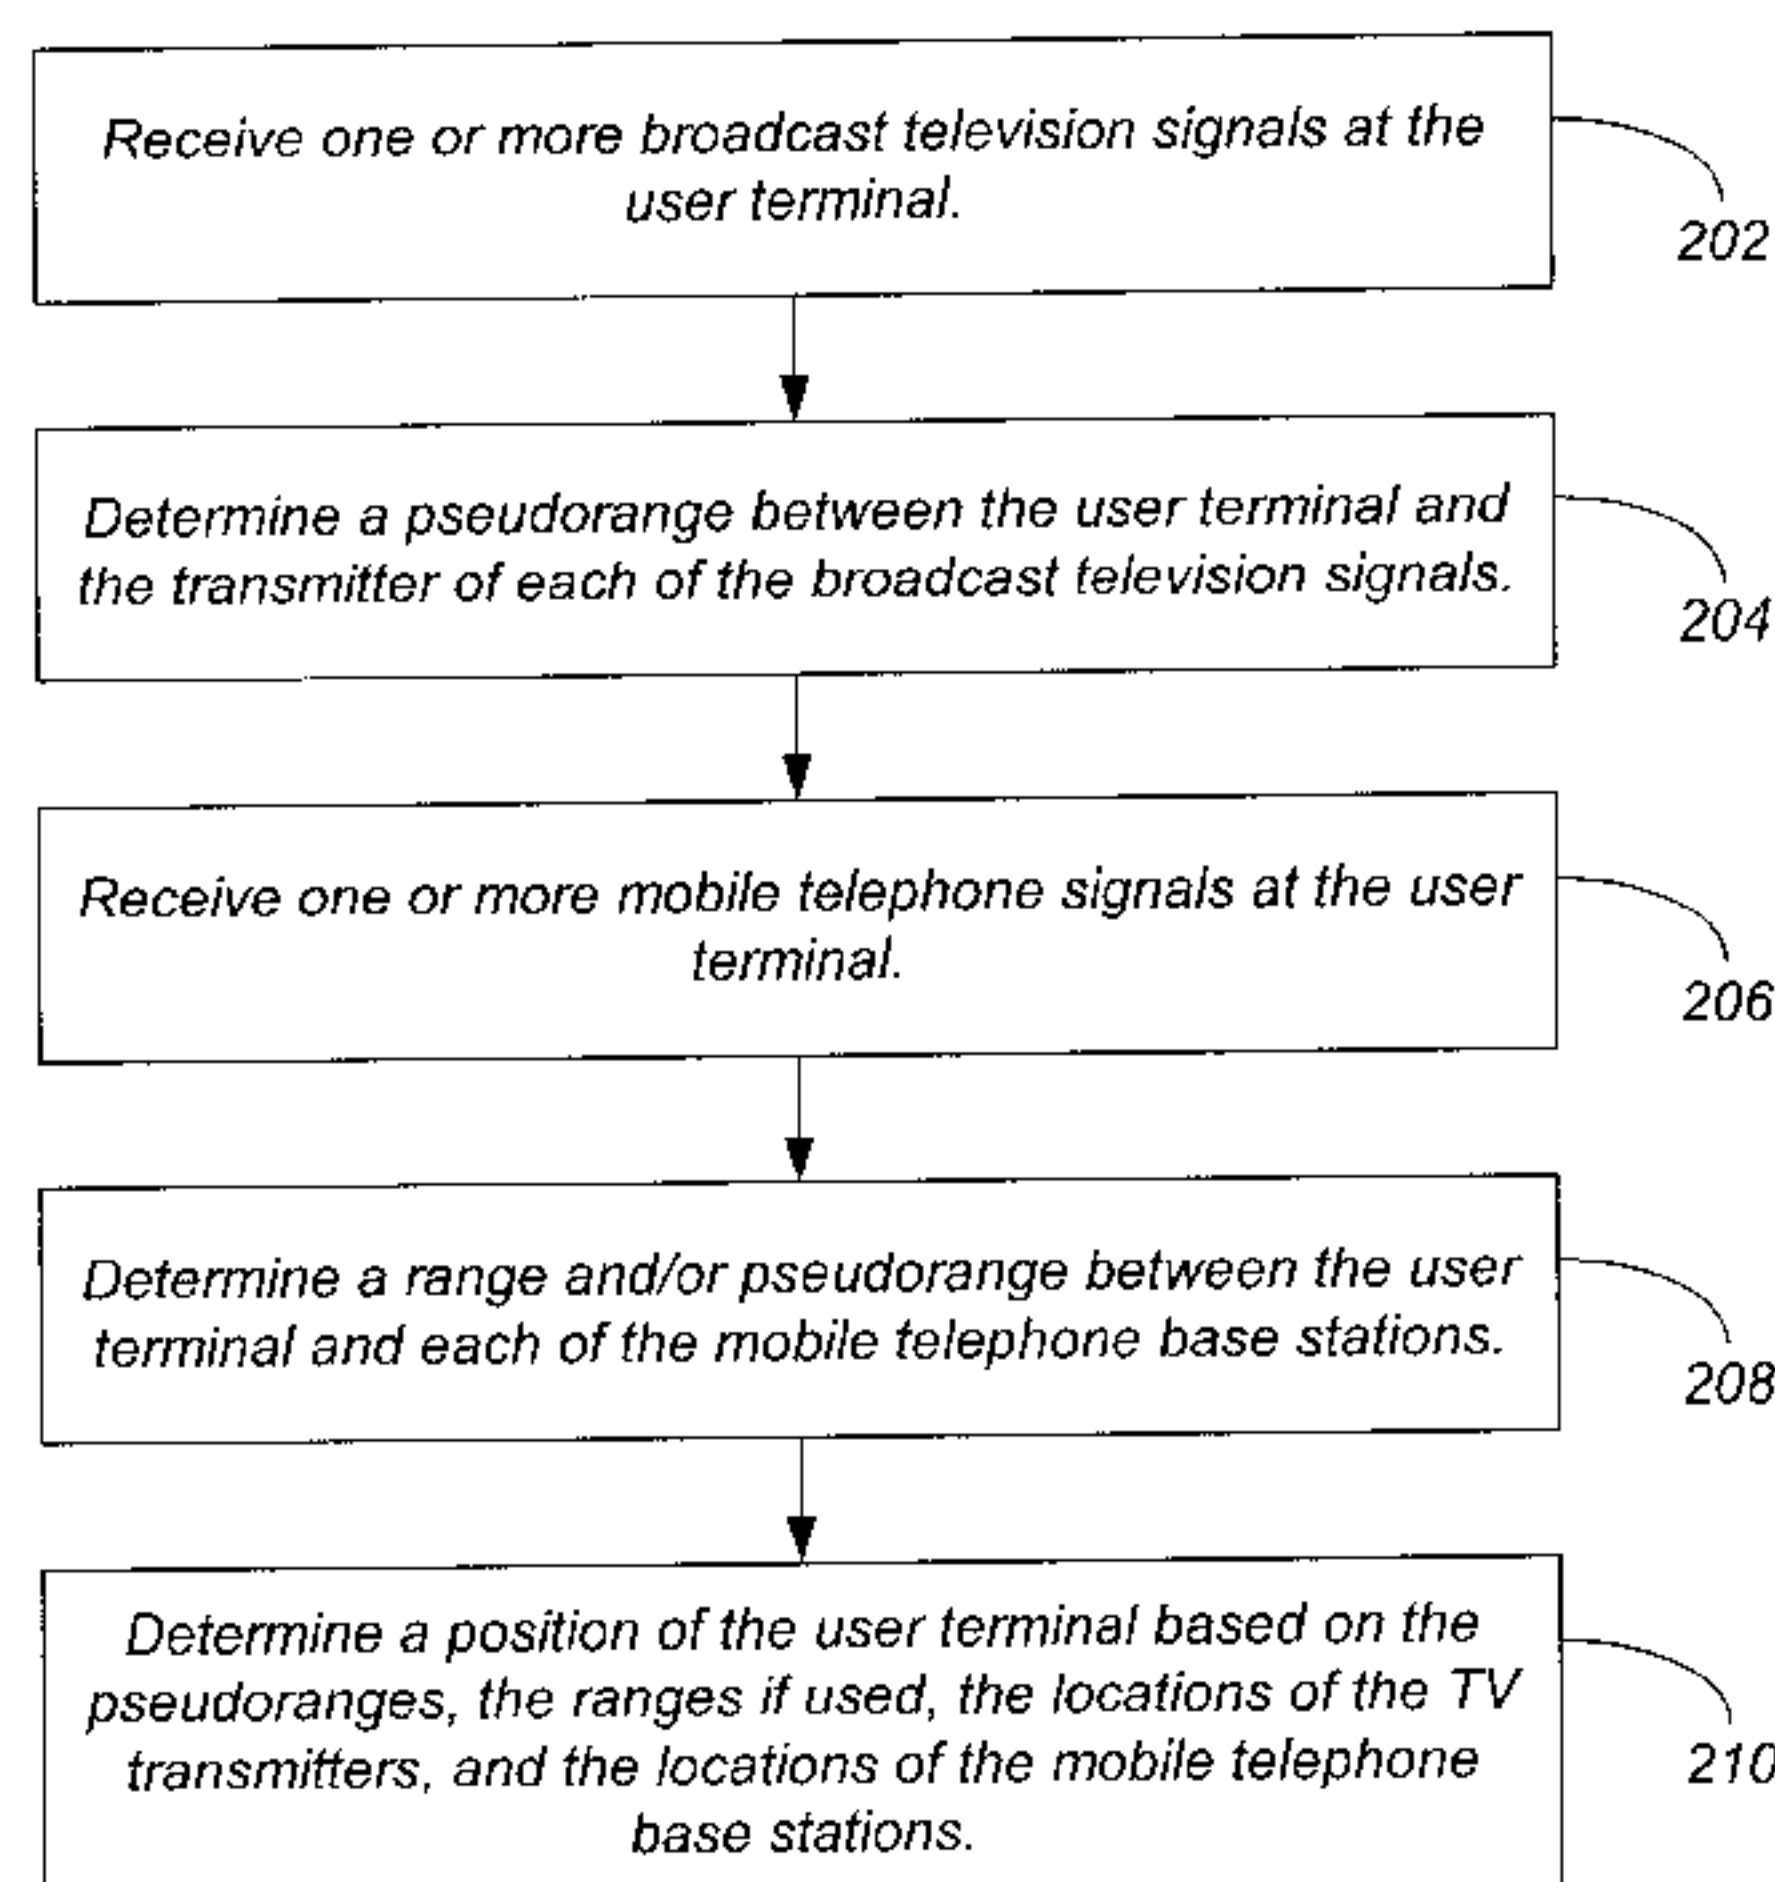 Receive one or more broadcast television signals at the
user terminal.
202
Determine a pseudorange between the user terminal and
the transmitter of each of the broadcast television signals.
204
Receive one or more mobile telephone signals at the user
terminal.
206
Determine a range and/or pseudorange between the user
terminal and each of the mobile telephone base stations.
208
Determine a position of the user terminal based on the
pseudoranges, the ranges if used, the locations of the TV
transmitters, and the locations of the mobile telephone
base stations.
210